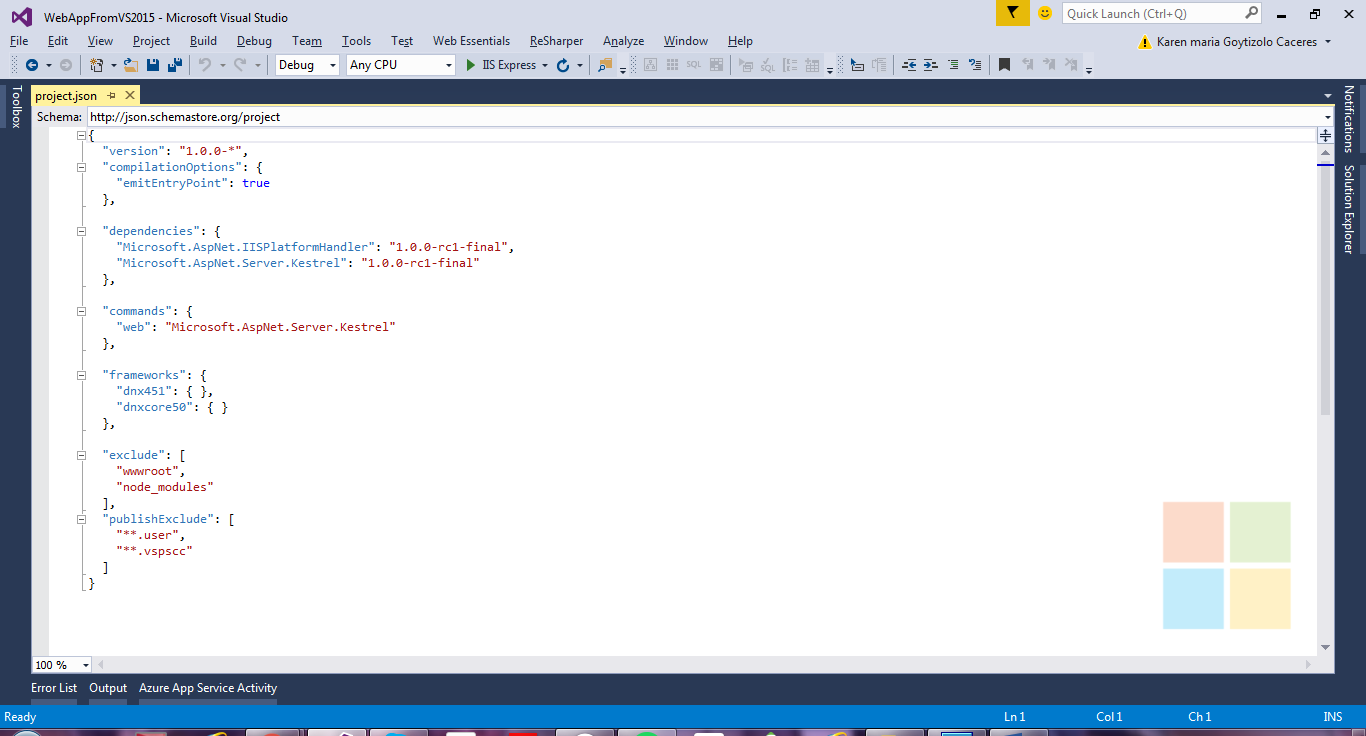 WebAppFromVS2015 - Microsoft Visual Studio
Quick Launch (Ctrl+Q)
File Edit View Project Build Debug Team Tools Test Web Essentials ReSharper Analyze Window Help
Karen maria Goytizolo Caceres
Debug Any CPU IIS Express
Toolbox
project.json
Notifications
Solution Explorer
Schema: http://json.schemastore.org/project
{
"version": "1.0.0-*",
"compilationOptions": {
"emitEntryPoint": true
},
"dependencies": {
"Microsoft.AspNet.IISPlatformHandler": "1.0.0-rc1-final",
"Microsoft.AspNet.Server.Kestrel": "1.0.0-rc1-final"
},
"commands": {
"web": "Microsoft.AspNet.Server.Kestrel"
},
"frameworks": {
"dnx451": { },
"dnxcore50": { }
},
"exclude": [
"wwwroot",
"node_modules"
],
"publishExclude": [
"**.user",
"**.vspscc"
]
}
100 %
Error List Output Azure App Service Activity
Ready Ln 1 Col 1 Ch 1 INS